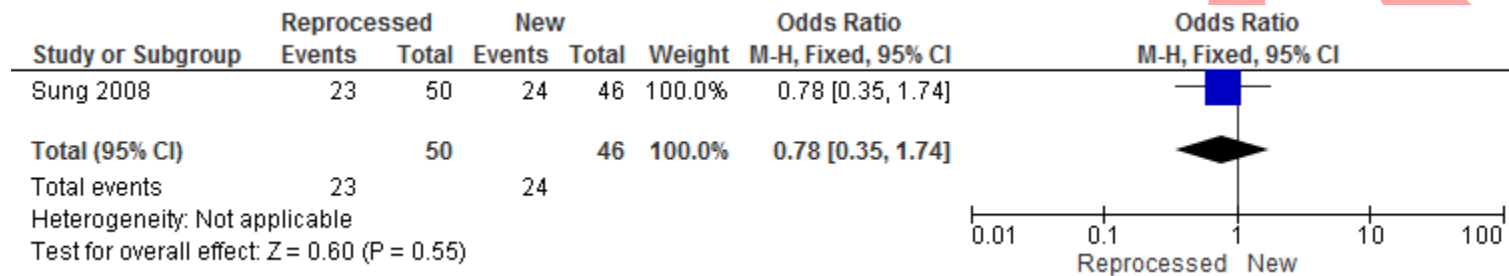 Reprocessed New Odds Ratio Odds Ratio
Study or Subgroup Events Total Events Total Weight M-H, Fixed, 95% CI M-H, Fixed, 95% CI
Sung 2008 23 50 24 46 100.0% 0.78 [0.35, 1.74]
Total (95% CI) 50 46 100.0% 0.78 [0.35, 1.74]
Total events 23 24
Heterogeneity: Not applicable
Test for overall effect: Z = 0.60 (P = 0.55)
0.01 0.1 1 10 100
Reprocessed New